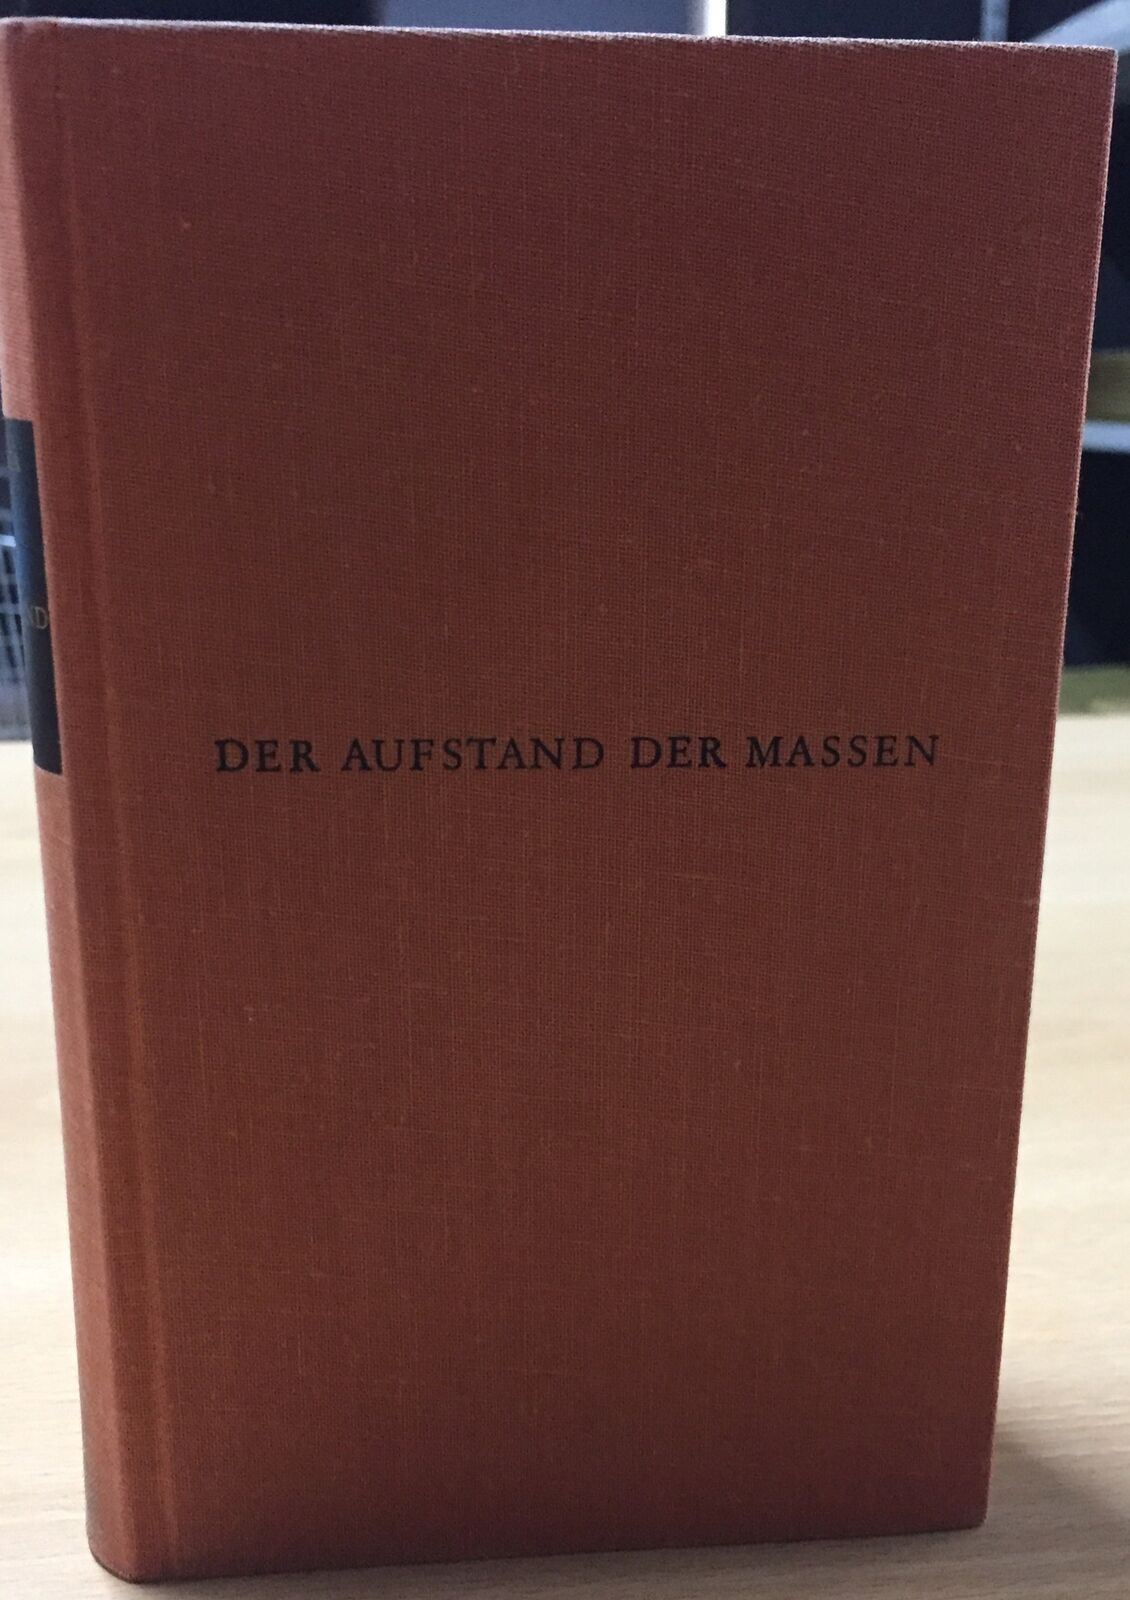 DER AUFSTAND DER MASSEN